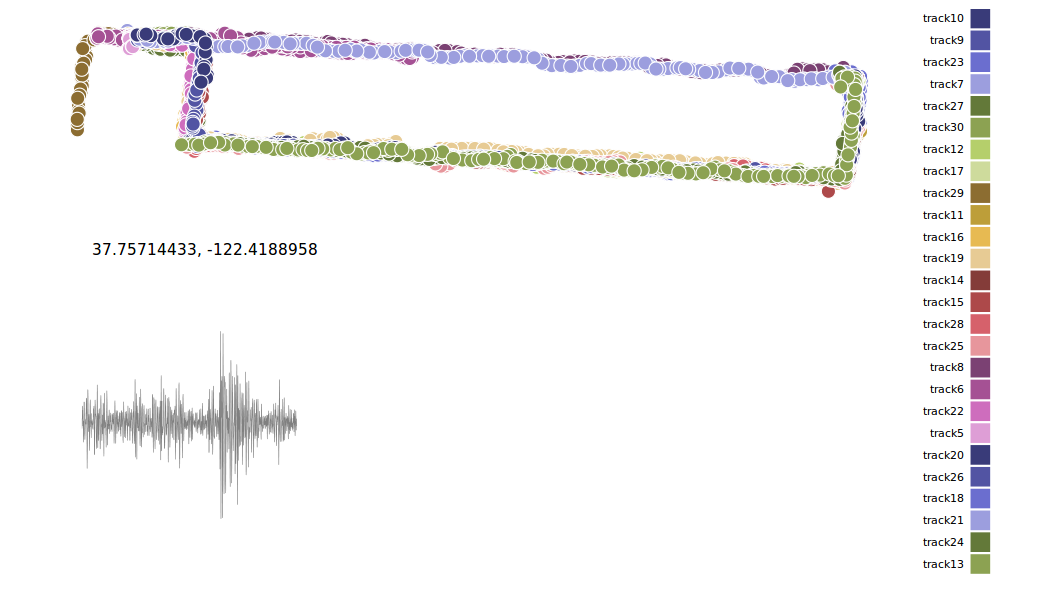 track10
track9
track23
track7
track27
track30
track12
track17
track29
track11
track16
track19
track14
track15
track28
track25
track8
track6
track22
track5
track20
track26
track18
track21
track24
track13
37.75714433, -122.4188958